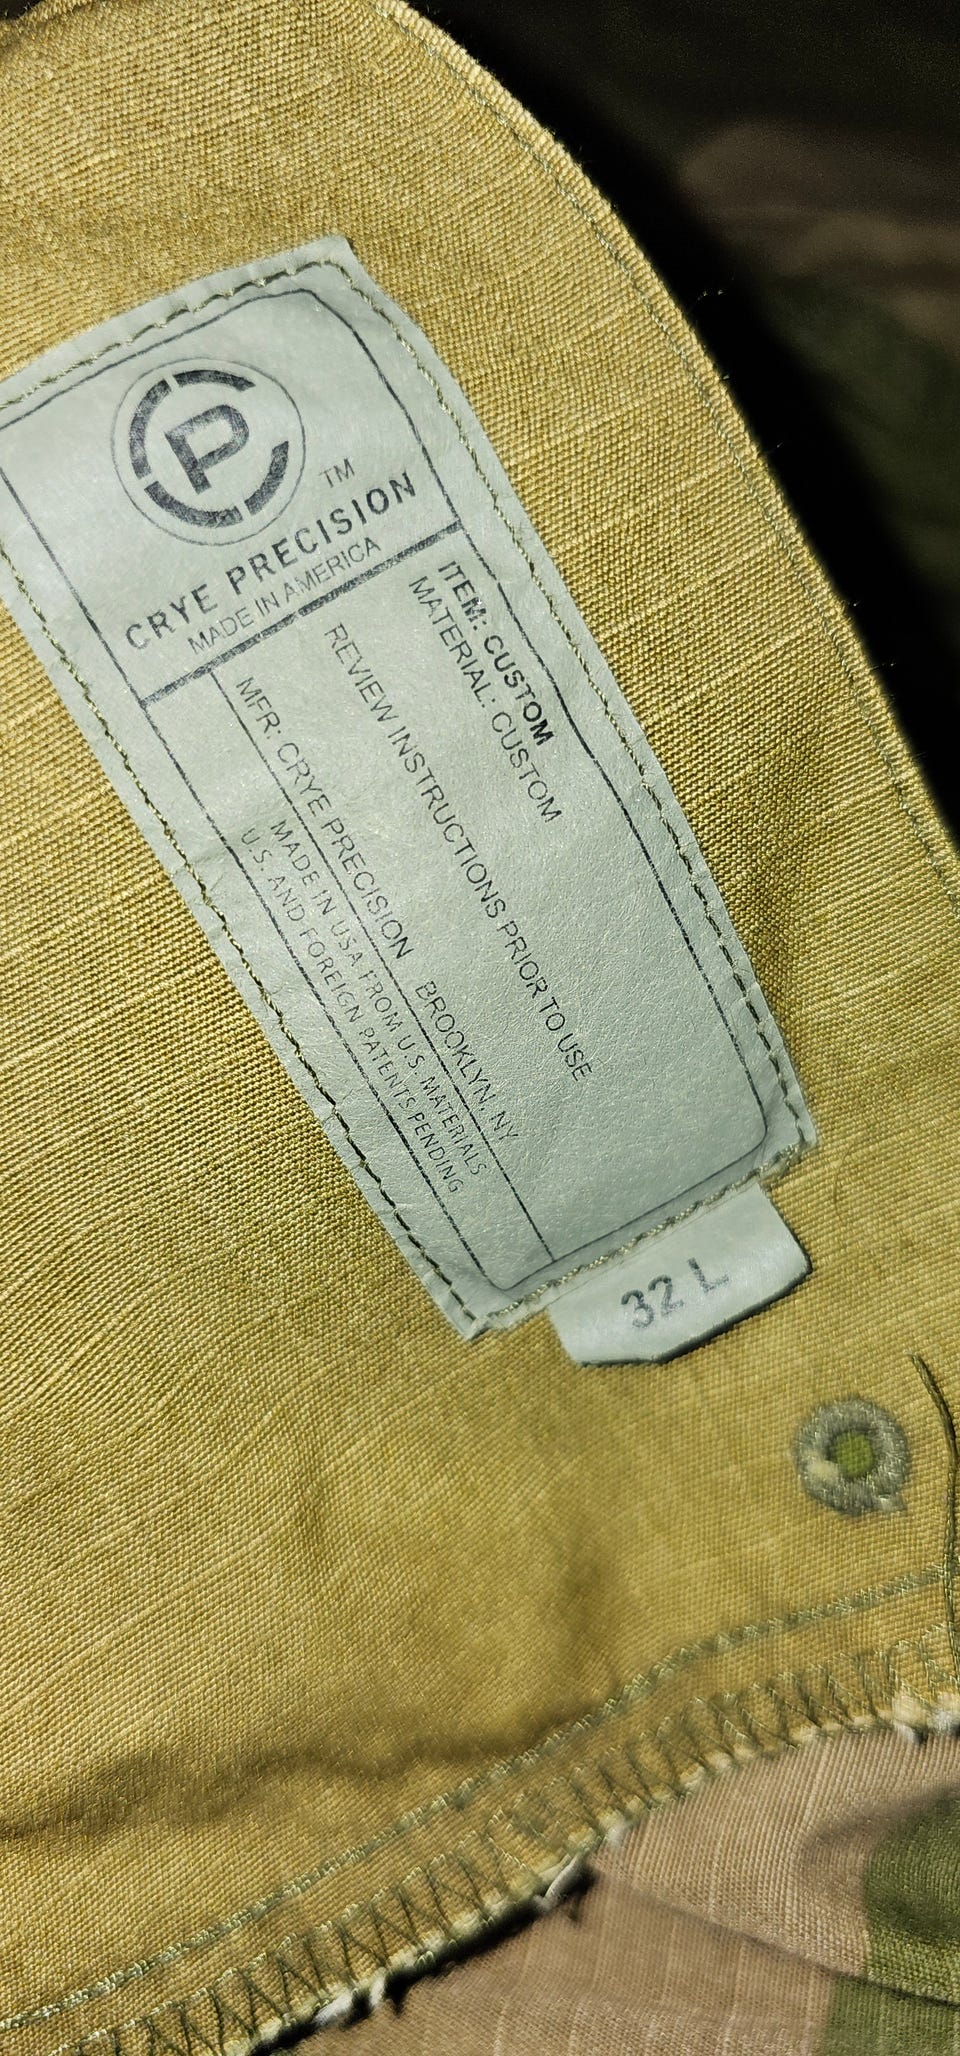 P
TM
CRYE PRECISION
MADE IN AMERICA
ITEM: CUSTOM
MATERIAL: CUSTOM
REVIEW INSTRUCTIONS PRIOR TO USE
MFR: CRYE PRECISION BROOKLYN, NY
MADE IN USA FROM U.S. MATERIALS
U.S. AND FOREIGN PATENTS PENDING
32 L